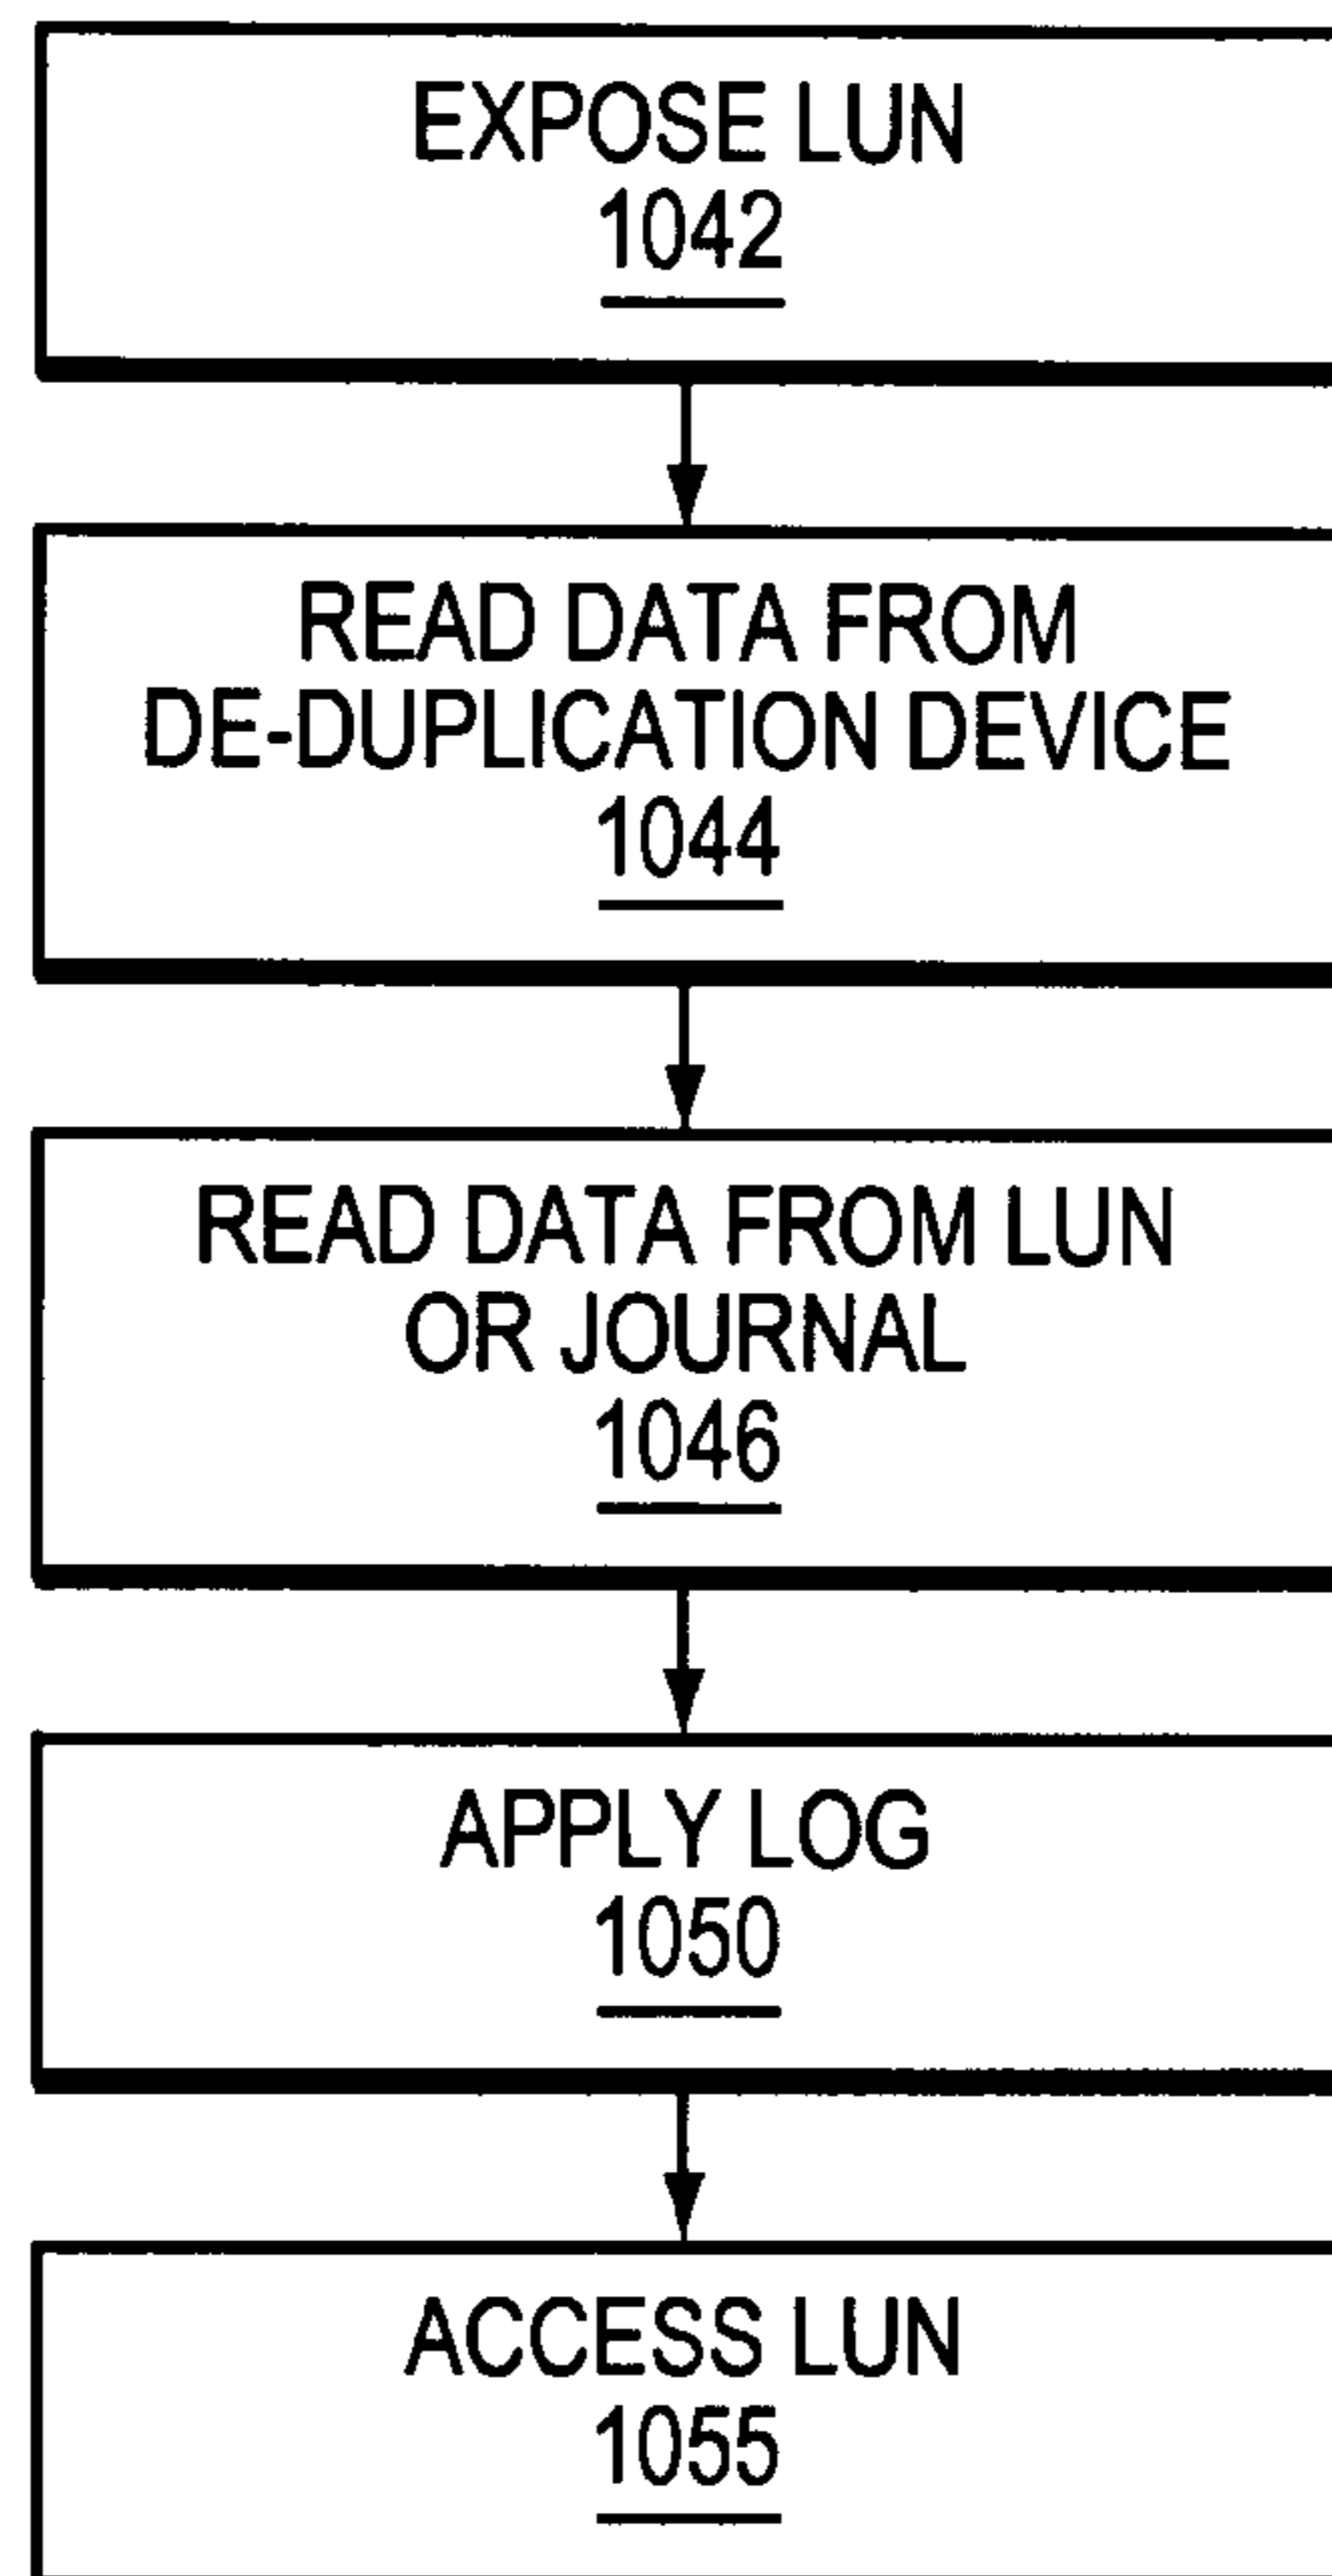 EXPOSE LUN
1042
READ DATA FROM
DE-DUPLICATION DEVICE
1044
READ DATA FROM LUN
OR JOURNAL
1046
APPLY LOG
1050
ACCESS LUN
1055